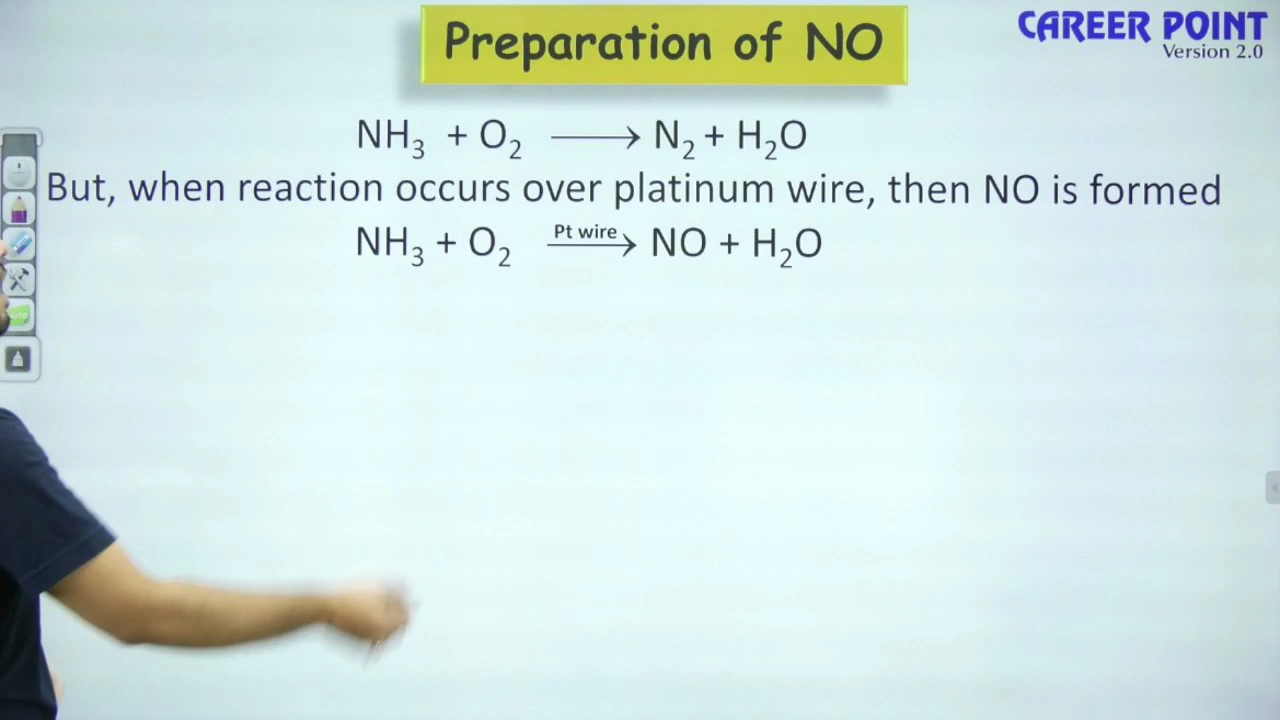 Preparation of NO
CAREER POINT
Version 2.0
NH₃ + O₂ ⟶ N₂ + H₂O
But, when reaction occurs over platinum wire, then NO is formed
NH₃ + O₂ Pt wire⟶ NO + H₂O